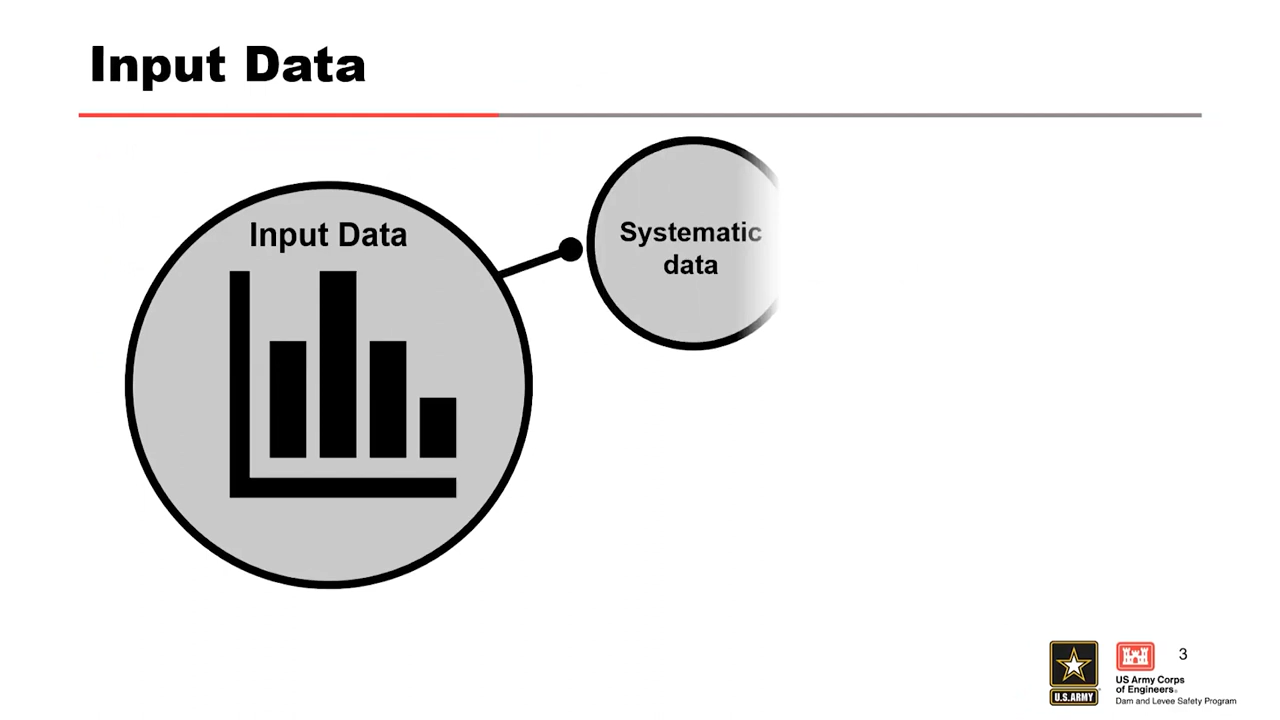 Input Data
Input Data
Systematic
data
3
U.S.ARMY
US Army Corps
of Engineers®
Dam and Levee Safety Program